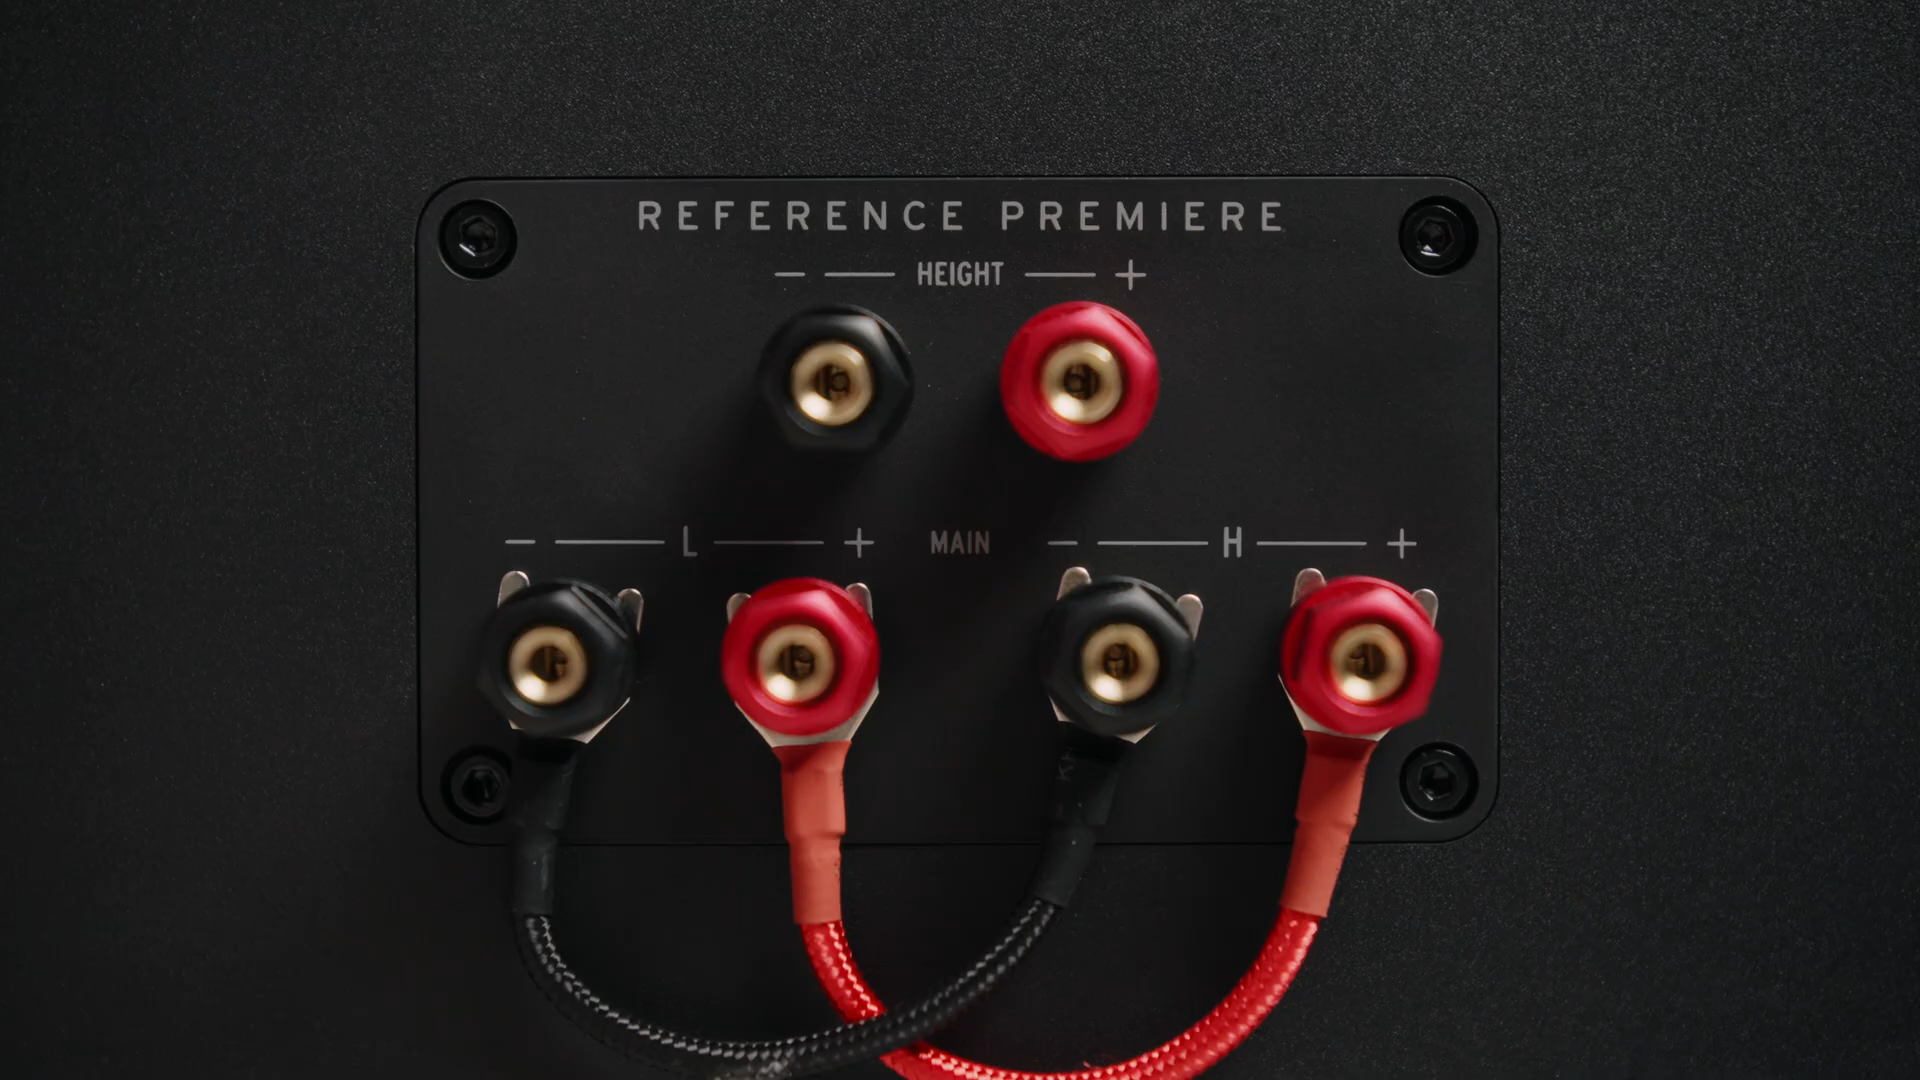 REFERENCE PREMIERE
− HEIGHT +
− L + MAIN − H +